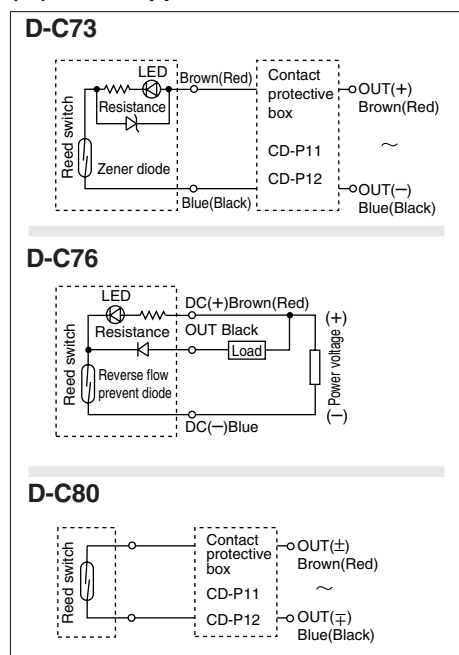 D-C73
LED
Brown(Red)
Contact
protective
box
OUT(+)
Brown(Red)
Resistance
Reed switch
Zener diode
CD-P11
CD-P12
~
Blue(Black)
OUT(−)
Blue(Black)
D-C76
LED
DC(+)Brown(Red)
Resistance
OUT Black
Load
(+)
Power voltage
(−)
Reed switch
Reverse flow
prevent diode
DC(−)Blue
D-C80
Reed switch
Contact
protective
box
CD-P11
CD-P12
OUT(±)
Brown(Red)
~
OUT(∓)
Blue(Black)